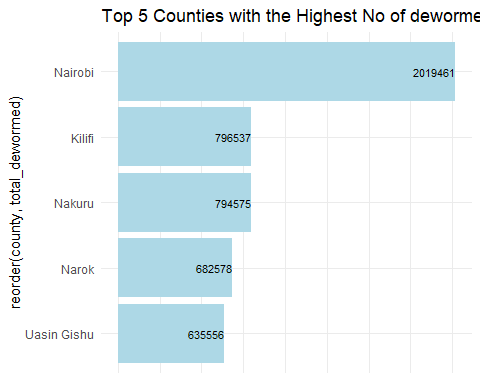 Top 5 Counties with the Highest No of deworme
Nairobi
2019461
Kilifi
796537
Nakuru
794575
Narok
682578
Uasin Gishu
635556
reorder(county, total_dewormed)